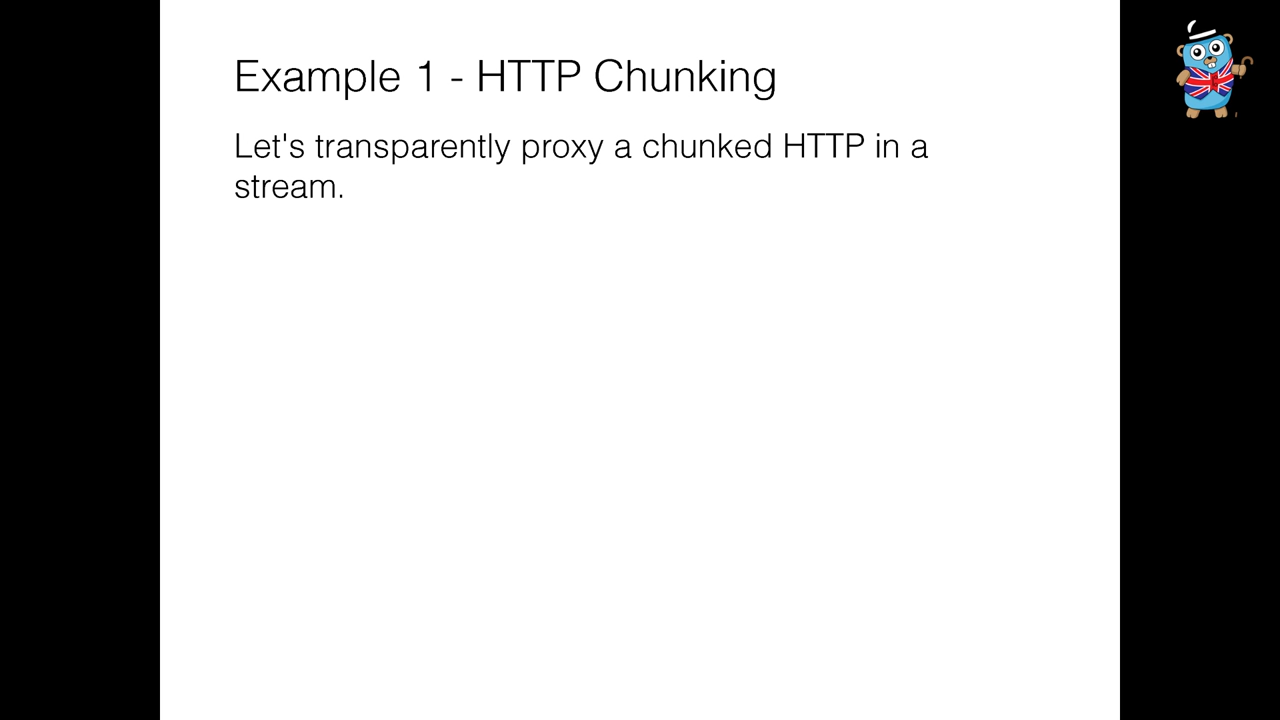 Example 1 - HTTP Chunking
Let's transparently proxy a chunked HTTP in a
stream.